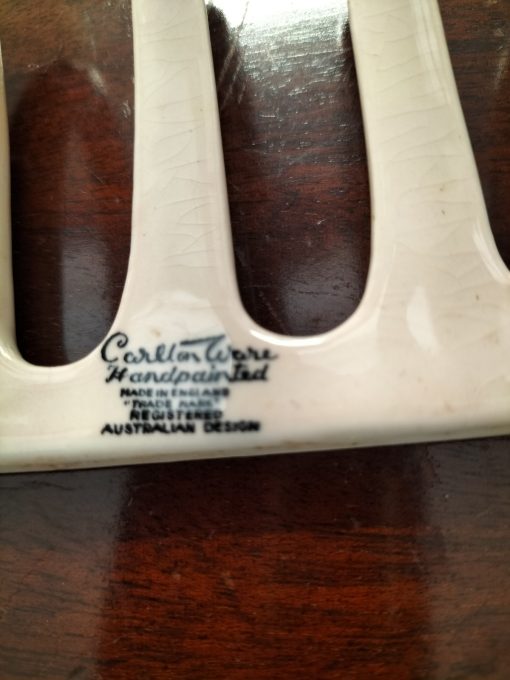 Carlton Ware
Handpainted
MADE IN ENGLAND
"TRADE MARK"
REGISTERED
AUSTRALIAN DESIGN